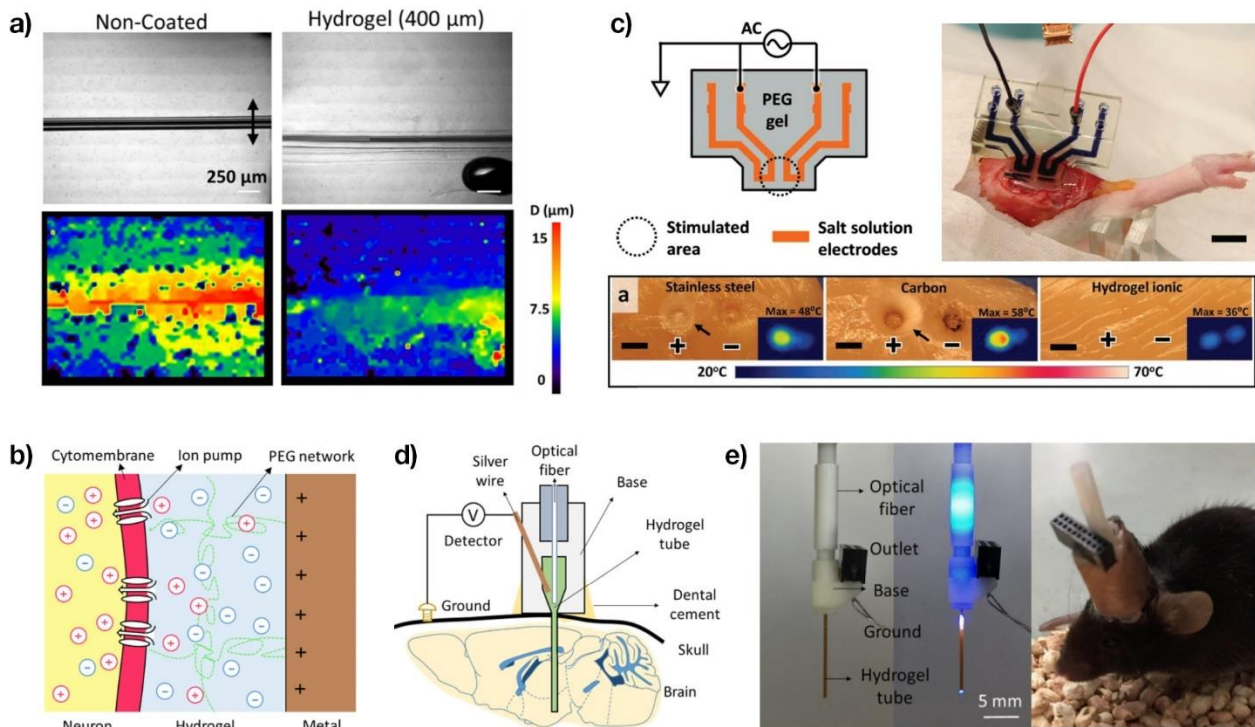 a)
Non-Coated
Hydrogel (400 µm)
250 µm
D (µm)
15
7.5
0
c)
AC
PEG
gel
Stimulated
area
Salt solution
electrodes
a
Stainless steel
Max = 48°C
+
−
Carbon
Max = 58°C
+
−
Hydrogel ionic
Max = 36°C
+
−
20°C
70°C
b)
Cytomembrane
Ion pump
PEG network
Neuron
Hydrogel
Metal
d)
Silver
wire
Optical
fiber
Base
V
Detector
Hydrogel
tube
Ground
Dental
cement
Skull
Brain
e)
Optical
fiber
Outlet
Base
Ground
Hydrogel
tube
5 mm